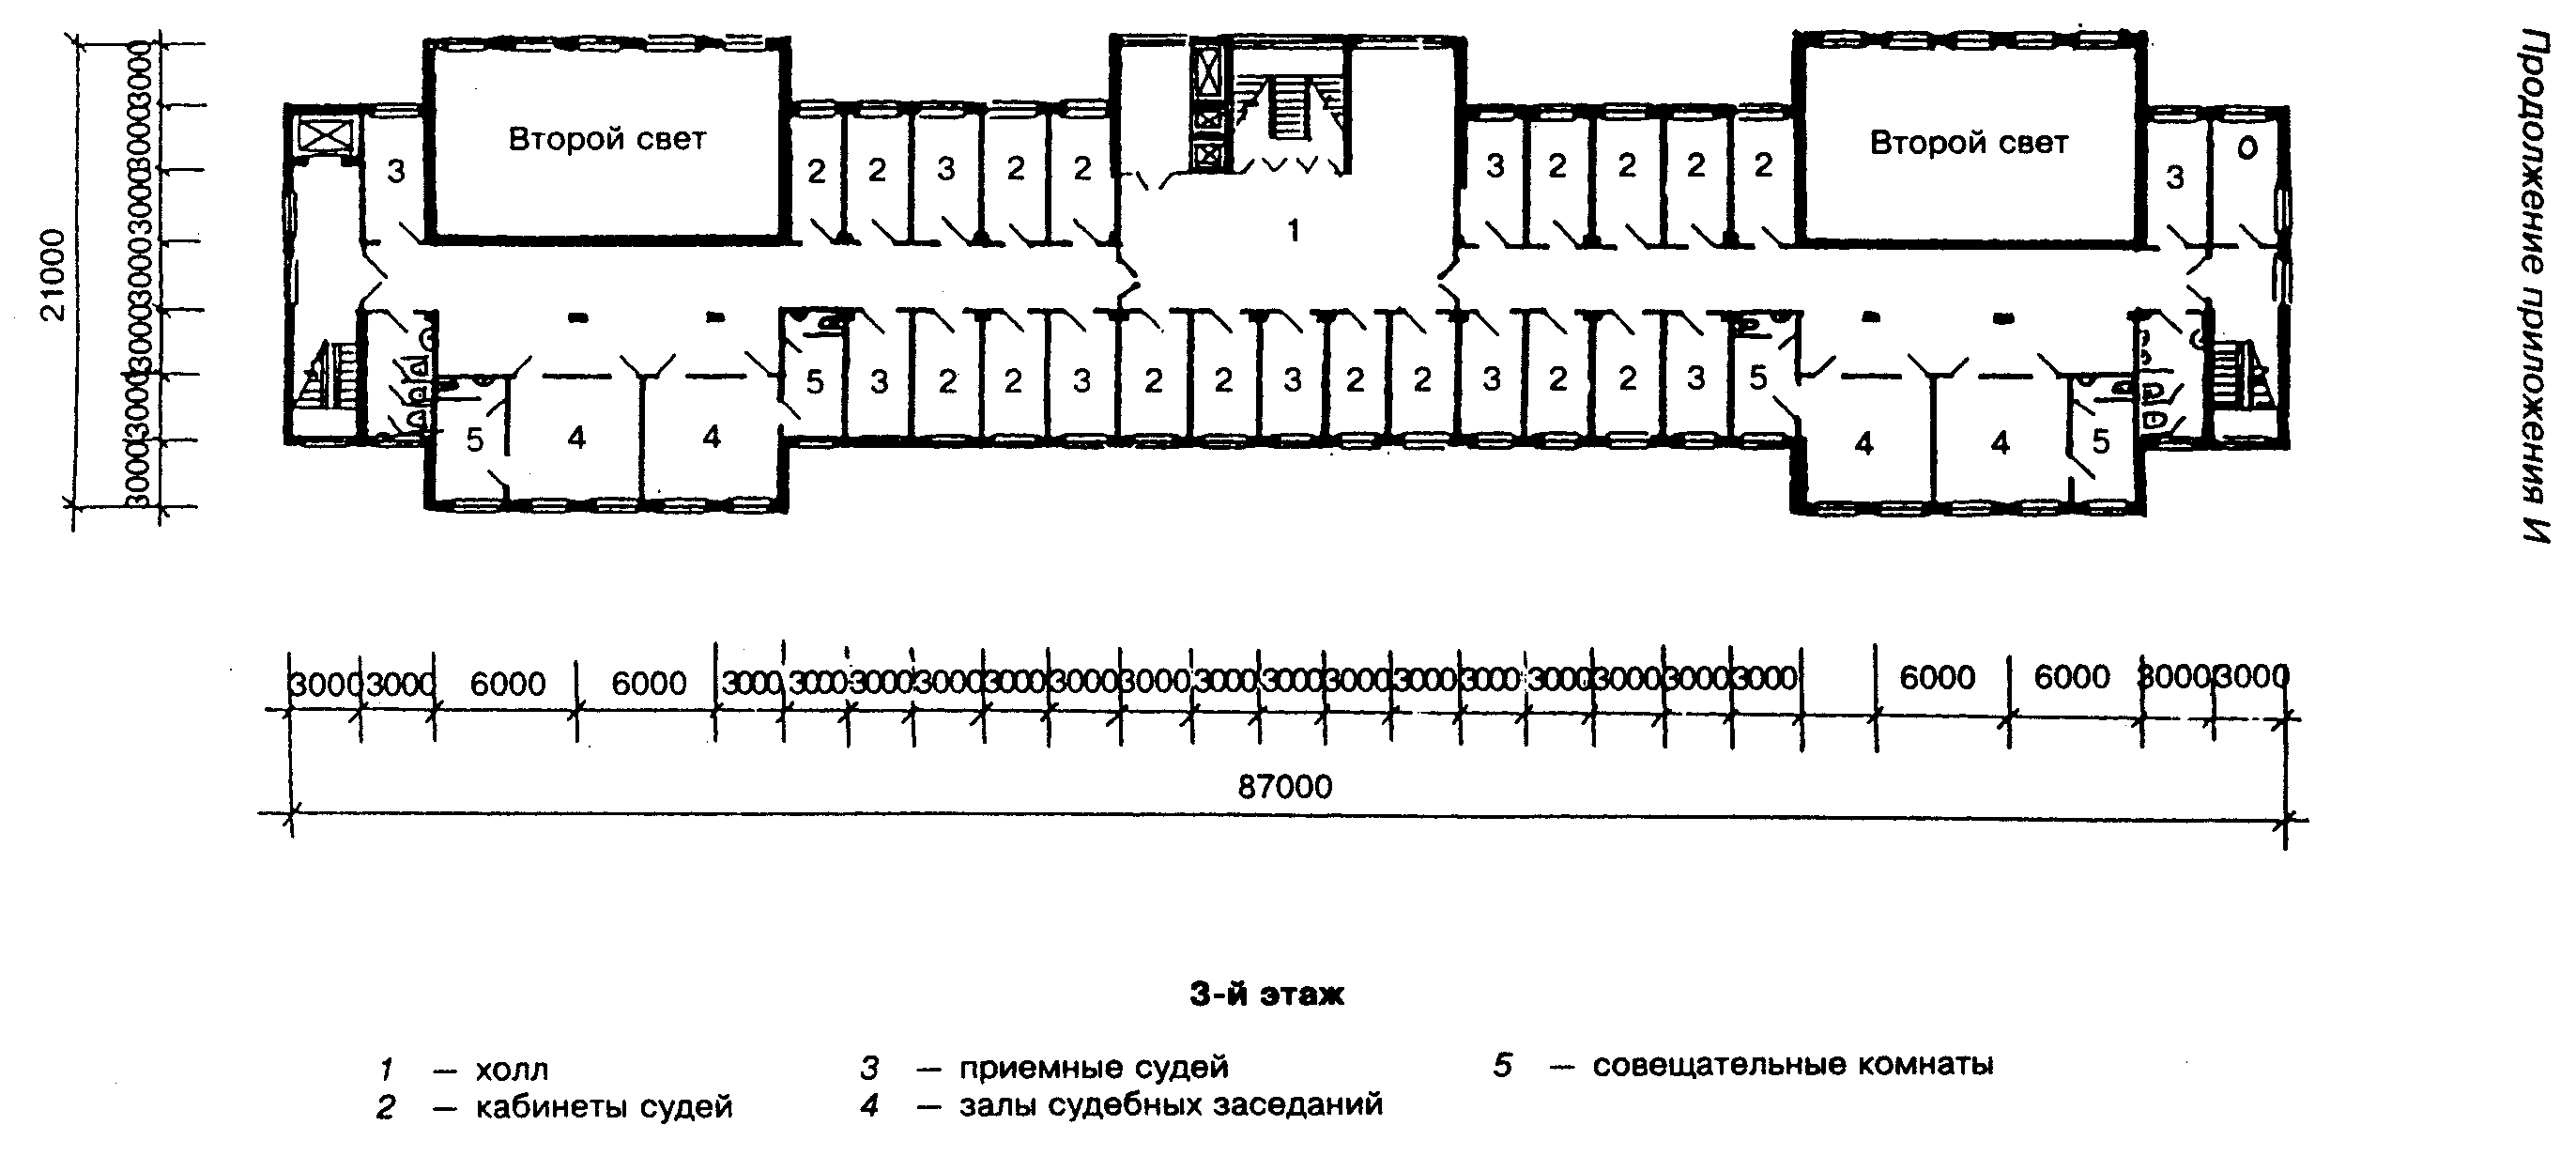 Продолжение приложения И
21000
3000
3000
3000
3000
3000
3000
3000
Второй свет
Второй свет
3 2 2 3 2 2 1 3 2 2 2 2 3 О
5 3 2 2 3 2 2 3 2 2 3 2 2 3 5
5 4 4 4 4 5
3000 3000 6000 6000 3000 3000 3000 3000 3000 3000 3000 3000 3000 3000 3000 3000 3000 3000 3000 3000 6000 6000 3000 3000
87000
3-й этаж
1 – холл
2 – кабинеты судей
3 – приемные судей
4 – залы судебных заседаний
5 – совещательные комнаты